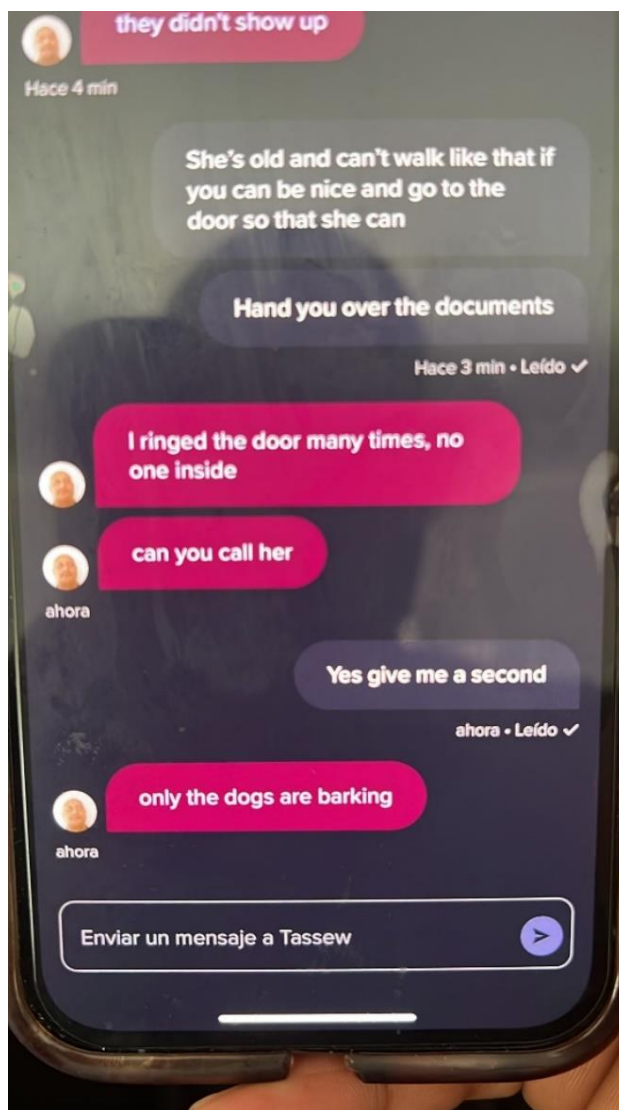 they didn't show up
Hace 4 min
She's old and can't walk like that if
you can be nice and go to the
door so that she can
Hand you over the documents
Hace 3 min • Leído ✓
I ringed the door many times, no
one inside
can you call her
ahora
Yes give me a second
ahora • Leído ✓
only the dogs are barking
ahora
Enviar un mensaje a Tassew